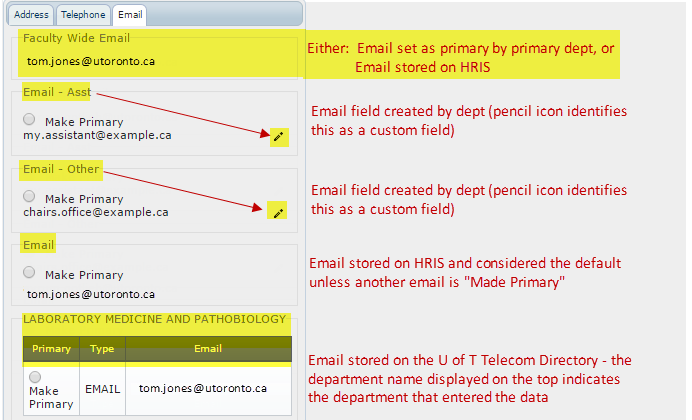 Address Telephone Email
Faculty Wide Email
tom.jones@utoronto.ca
Either: Email set as primary by primary dept, or
Email stored on HRIS
Email - Asst
Make Primary
my.assistant@example.ca
Email field created by dept (pencil icon identifies
this as a custom field)
Email - Other
Make Primary
chairs.office@example.ca
Email field created by dept (pencil icon identifies
this as a custom field)
Email
Make Primary
tom.jones@utoronto.ca
Email stored on HRIS and considered the default
unless another email is "Made Primary"
LABORATORY MEDICINE AND PATHOBIOLOGY
Primary Type Email
Make
Primary
EMAIL
tom.jones@utoronto.ca
Email stored on the U of T Telecom Directory - the
department name displayed on the top indicates
the department that entered the data